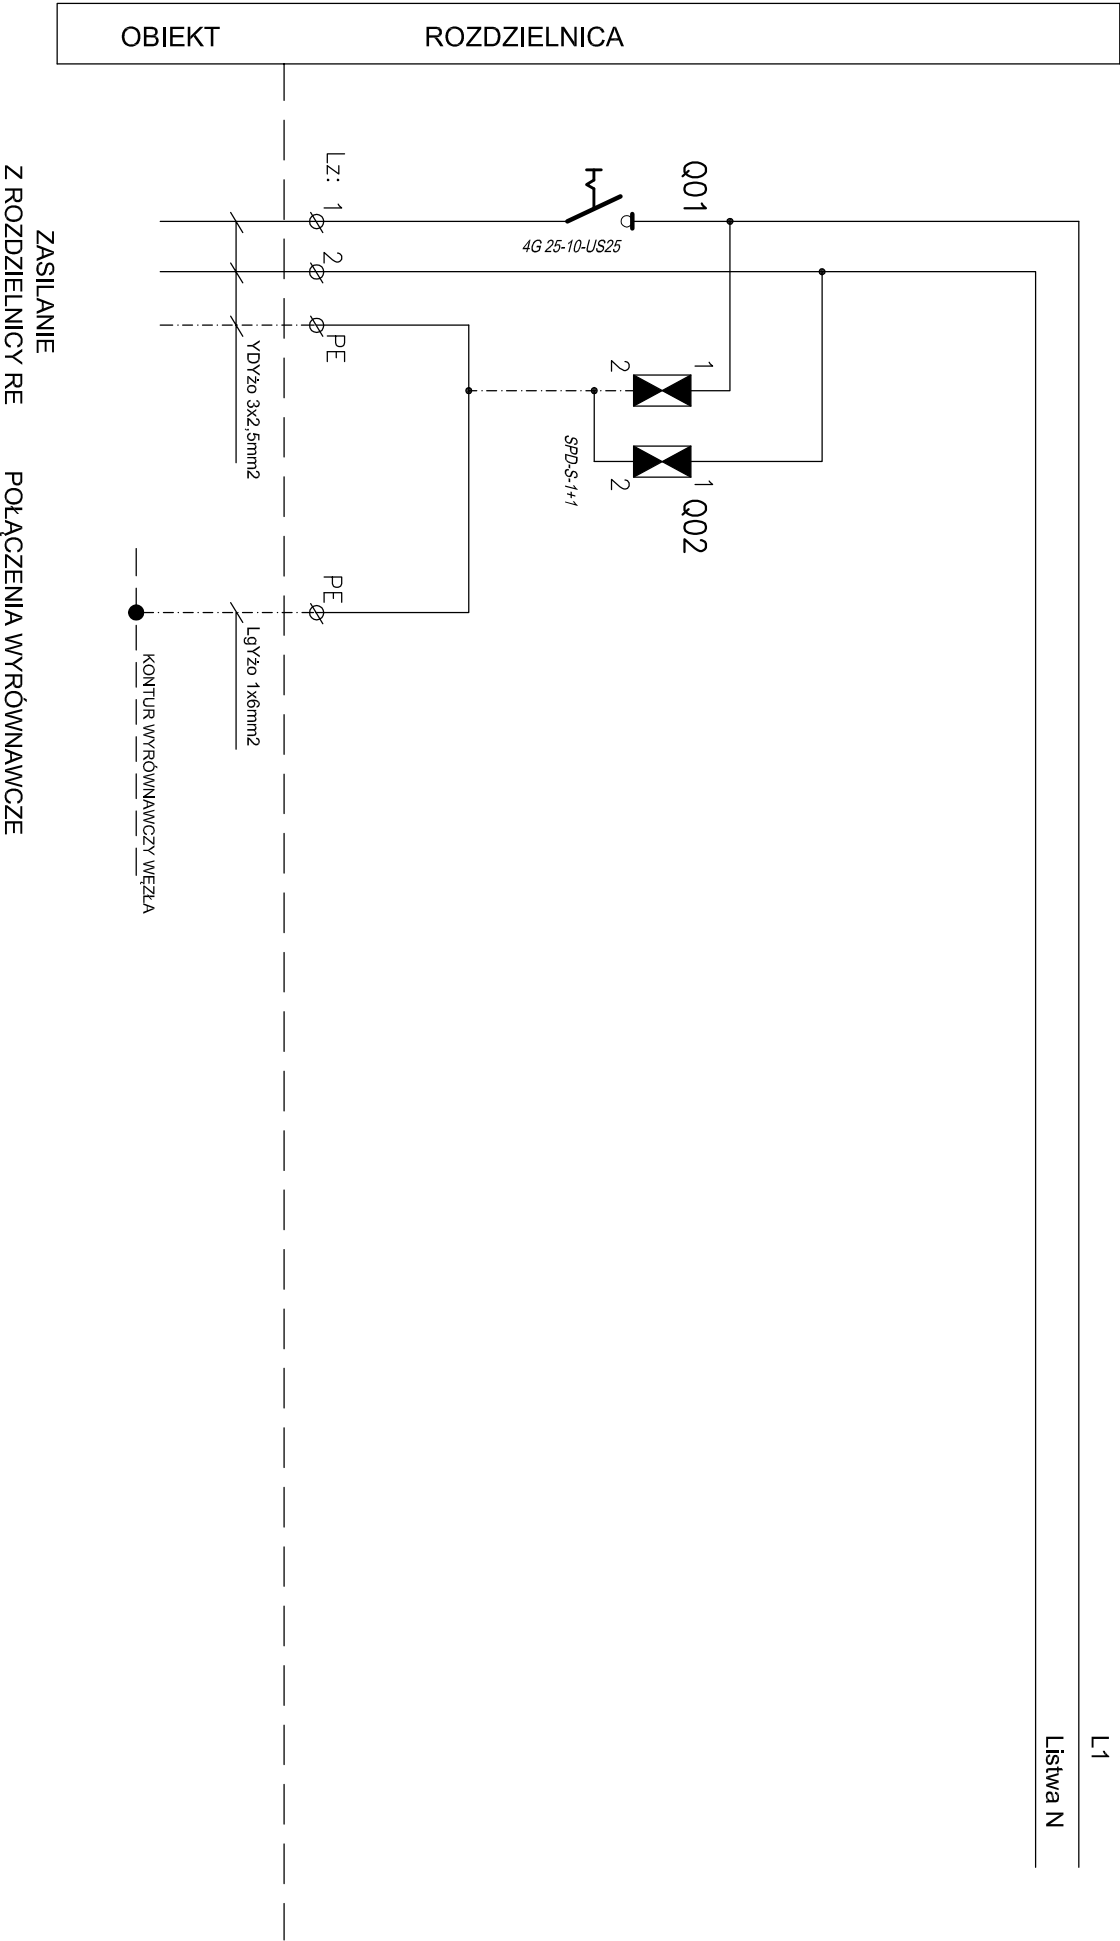 OBIEKT
ROZDZIELNICA
L1
Listwa N
Q01
4G 25-10-US25
1
2
1
2
Q02
SPD-S-1+1
Lz: 1
2
PE
PE
YDYżo 3x2,5mm2
LgYżo 1x6mm2
KONTUR WYRÓWNAWCZY WĘZŁA
ZASILANIE
Z ROZDZIELNICY RE
POŁĄCZENIA WYRÓWNAWCZE